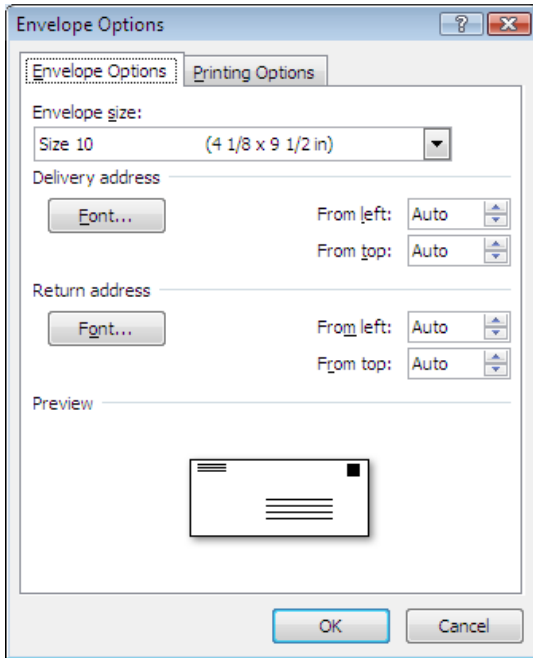 Envelope Options
? X
Envelope Options Printing Options
Envelope size:
Size 10 (4 1/8 x 9 1/2 in)
Delivery address
Font... From left: Auto
From top: Auto
Return address
Font... From left: Auto
From top: Auto
Preview
OK Cancel